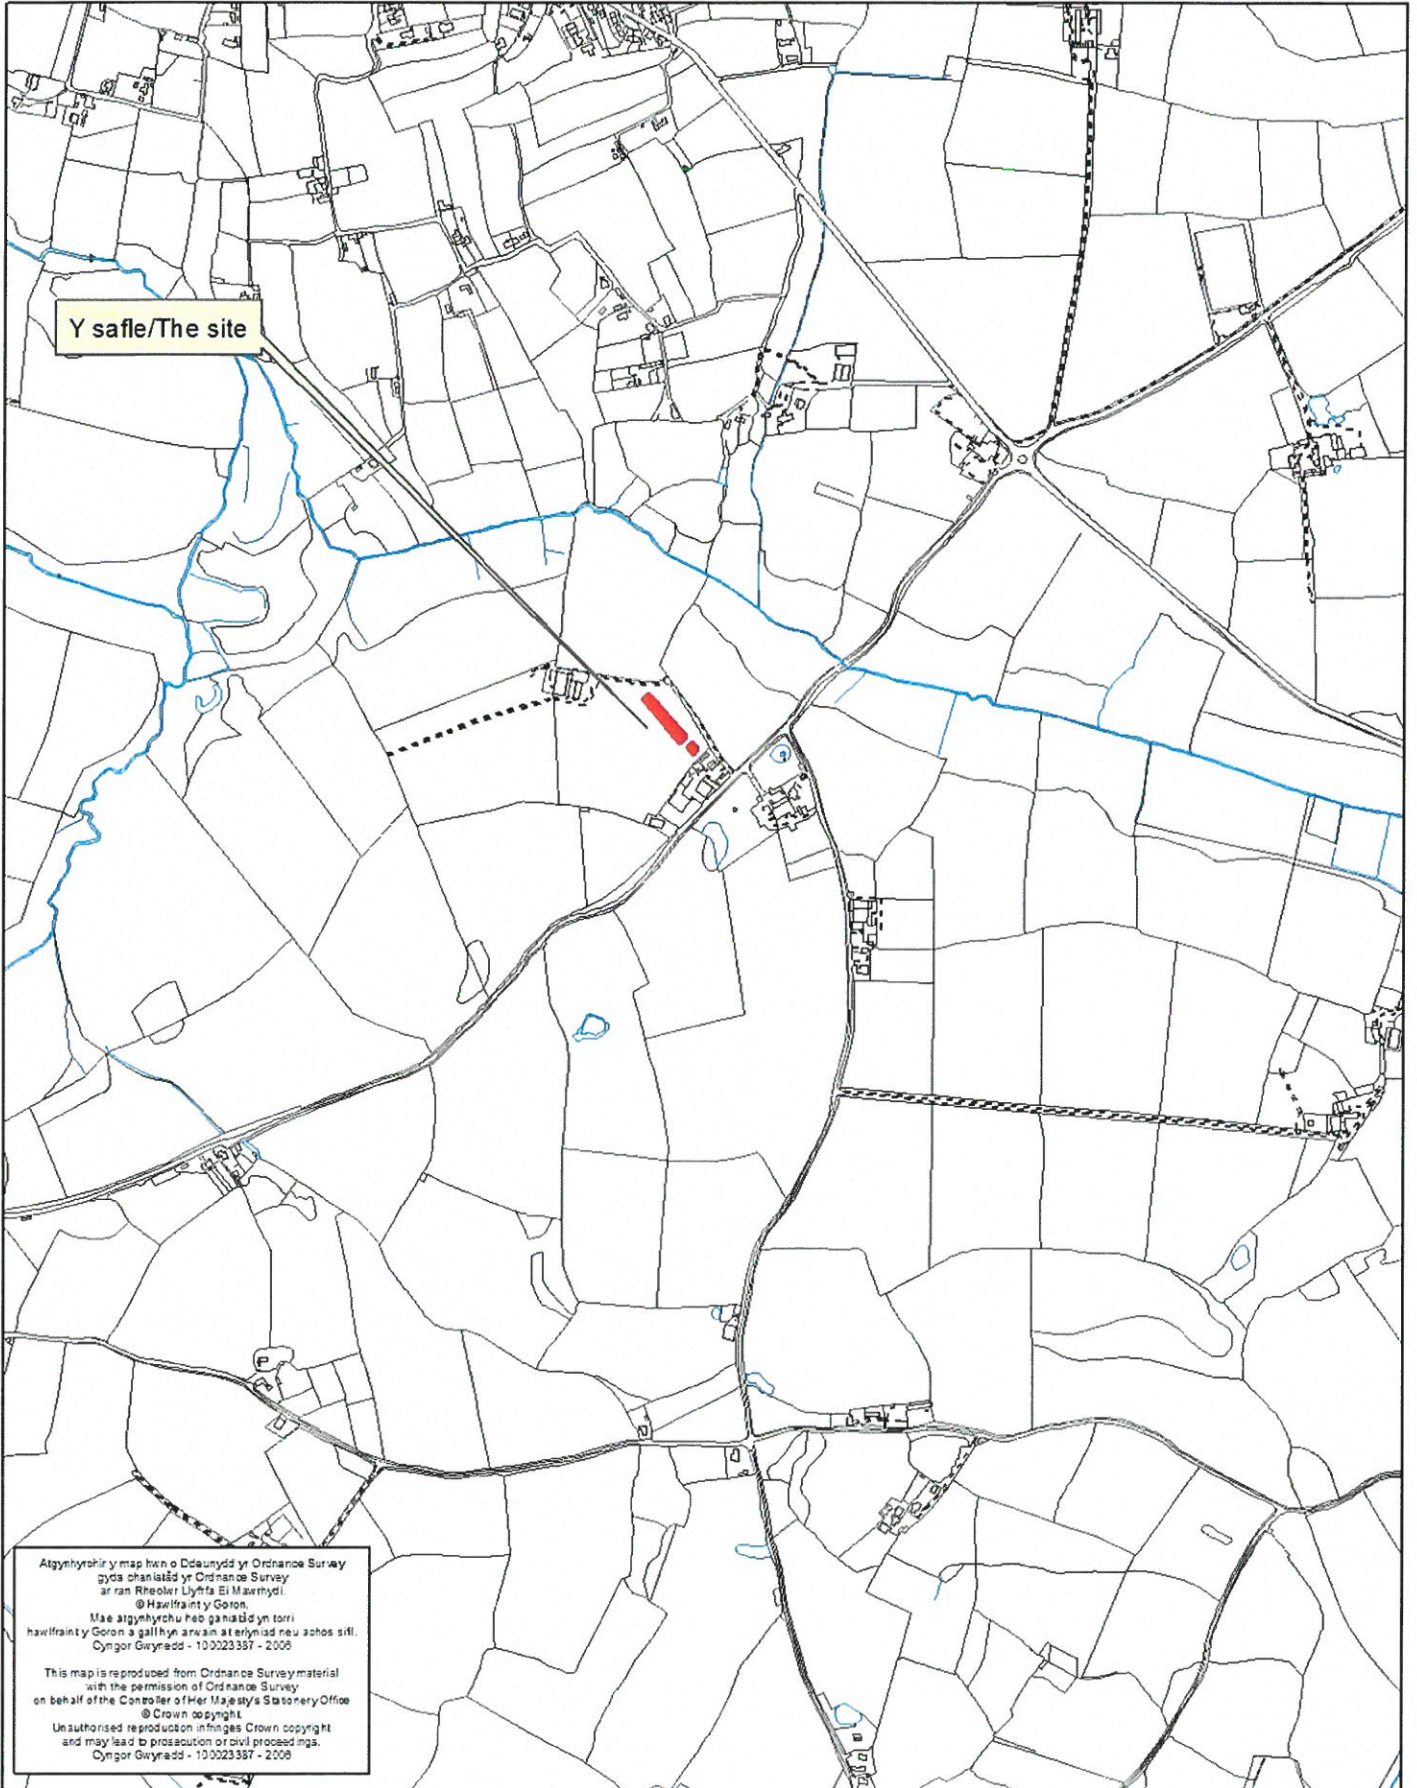 Y safle/The site
Atgynhyrchir y map hwn o Ddeunydd yr Ordnance Survey
gyda chaniatâd yr Ordnance Survey
ar ran Rheolwr Llyfrfa Ei Mawrhydi.
© Hawlfraint y Goron.
Mae atgynhyrchu heb ganiatâd yn torri
hawlfraint y Goron a gall hyn arwain at erlyniad neu achos sifil.
Cyngor Gwynedd - 100023387 - 2008
This map is reproduced from Ordnance Survey material
with the permission of Ordnance Survey
on behalf of the Controller of Her Majesty's Stationery Office
© Crown copyright.
Unauthorised reproduction infringes Crown copyright
and may lead to prosecution or civil proceedings.
Cyngor Gwynedd - 100023387 - 2008